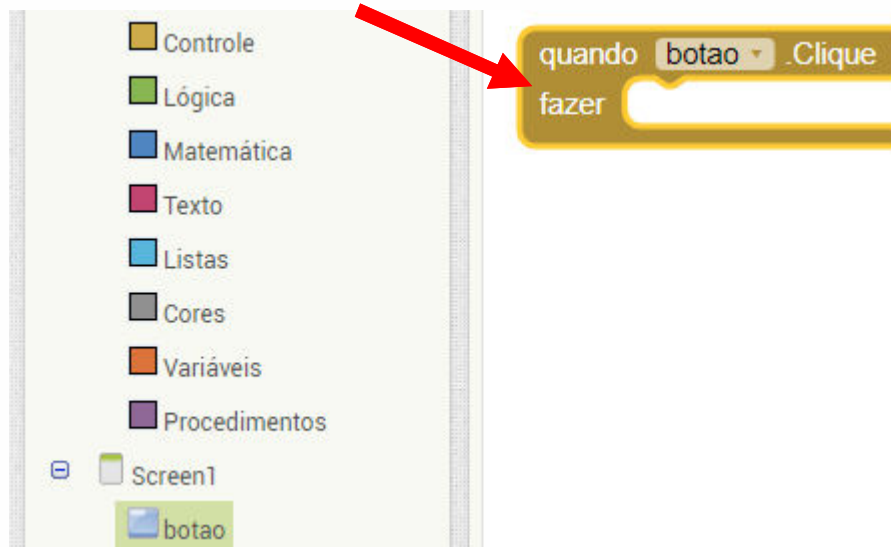 Controle
Lógica
Matemática
Texto
Listas
Cores
Variáveis
Procedimentos
Screen1
botao
quando botao .Clique
fazer